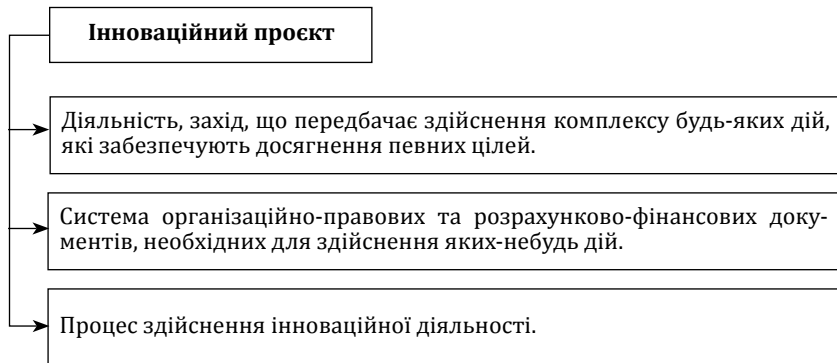 Інноваційний проєкт
Діяльність, захід, що передбачає здійснення комплексу будь-яких дій,
які забезпечують досягнення певних цілей.
Система організаційно-правових та розрахунково-фінансових доку-
ментів, необхідних для здійснення яких-небудь дій.
Процес здійснення інноваційної діяльності.